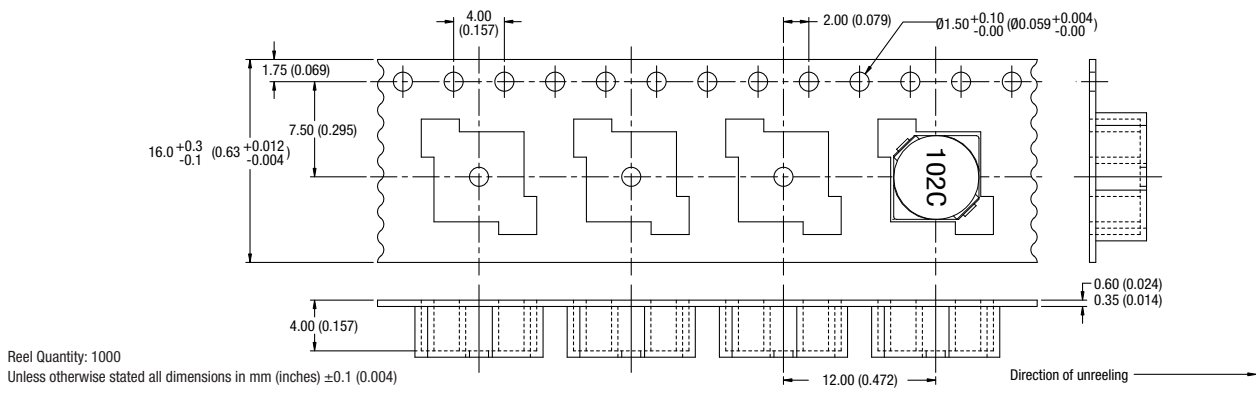 4.00
(0.157)
2.00 (0.079)
Ø1.50 +0.10 -0.00 (Ø0.059 +0.004 -0.00)
1.75 (0.069)
7.50 (0.295)
16.0 +0.3 -0.1 (0.63 +0.012 -0.004)
102C
0.60 (0.024)
0.35 (0.014)
4.00 (0.157)
12.00 (0.472)
Direction of unreeling
Reel Quantity: 1000
Unless otherwise stated all dimensions in mm (inches) ±0.1 (0.004)